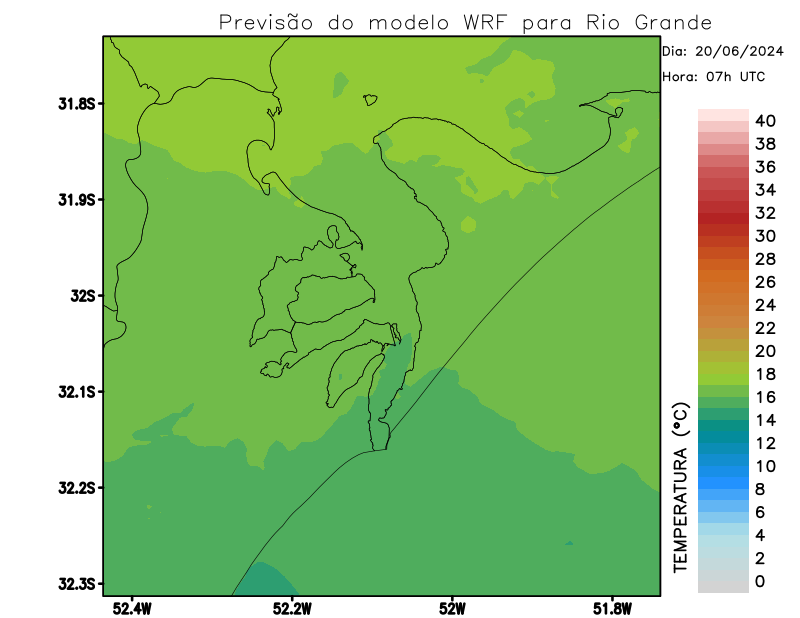 Previsão do modelo WRF para Rio Grande
Dia: 20/06/2024
Hora: 07h UTC
31.8S
31.9S
32S
32.1S
32.2S
32.3S
52.4W
52.2W
52W
51.8W
TEMPERATURA (°C)
40
38
36
34
32
30
28
26
24
22
20
18
16
14
12
10
8
6
4
2
0